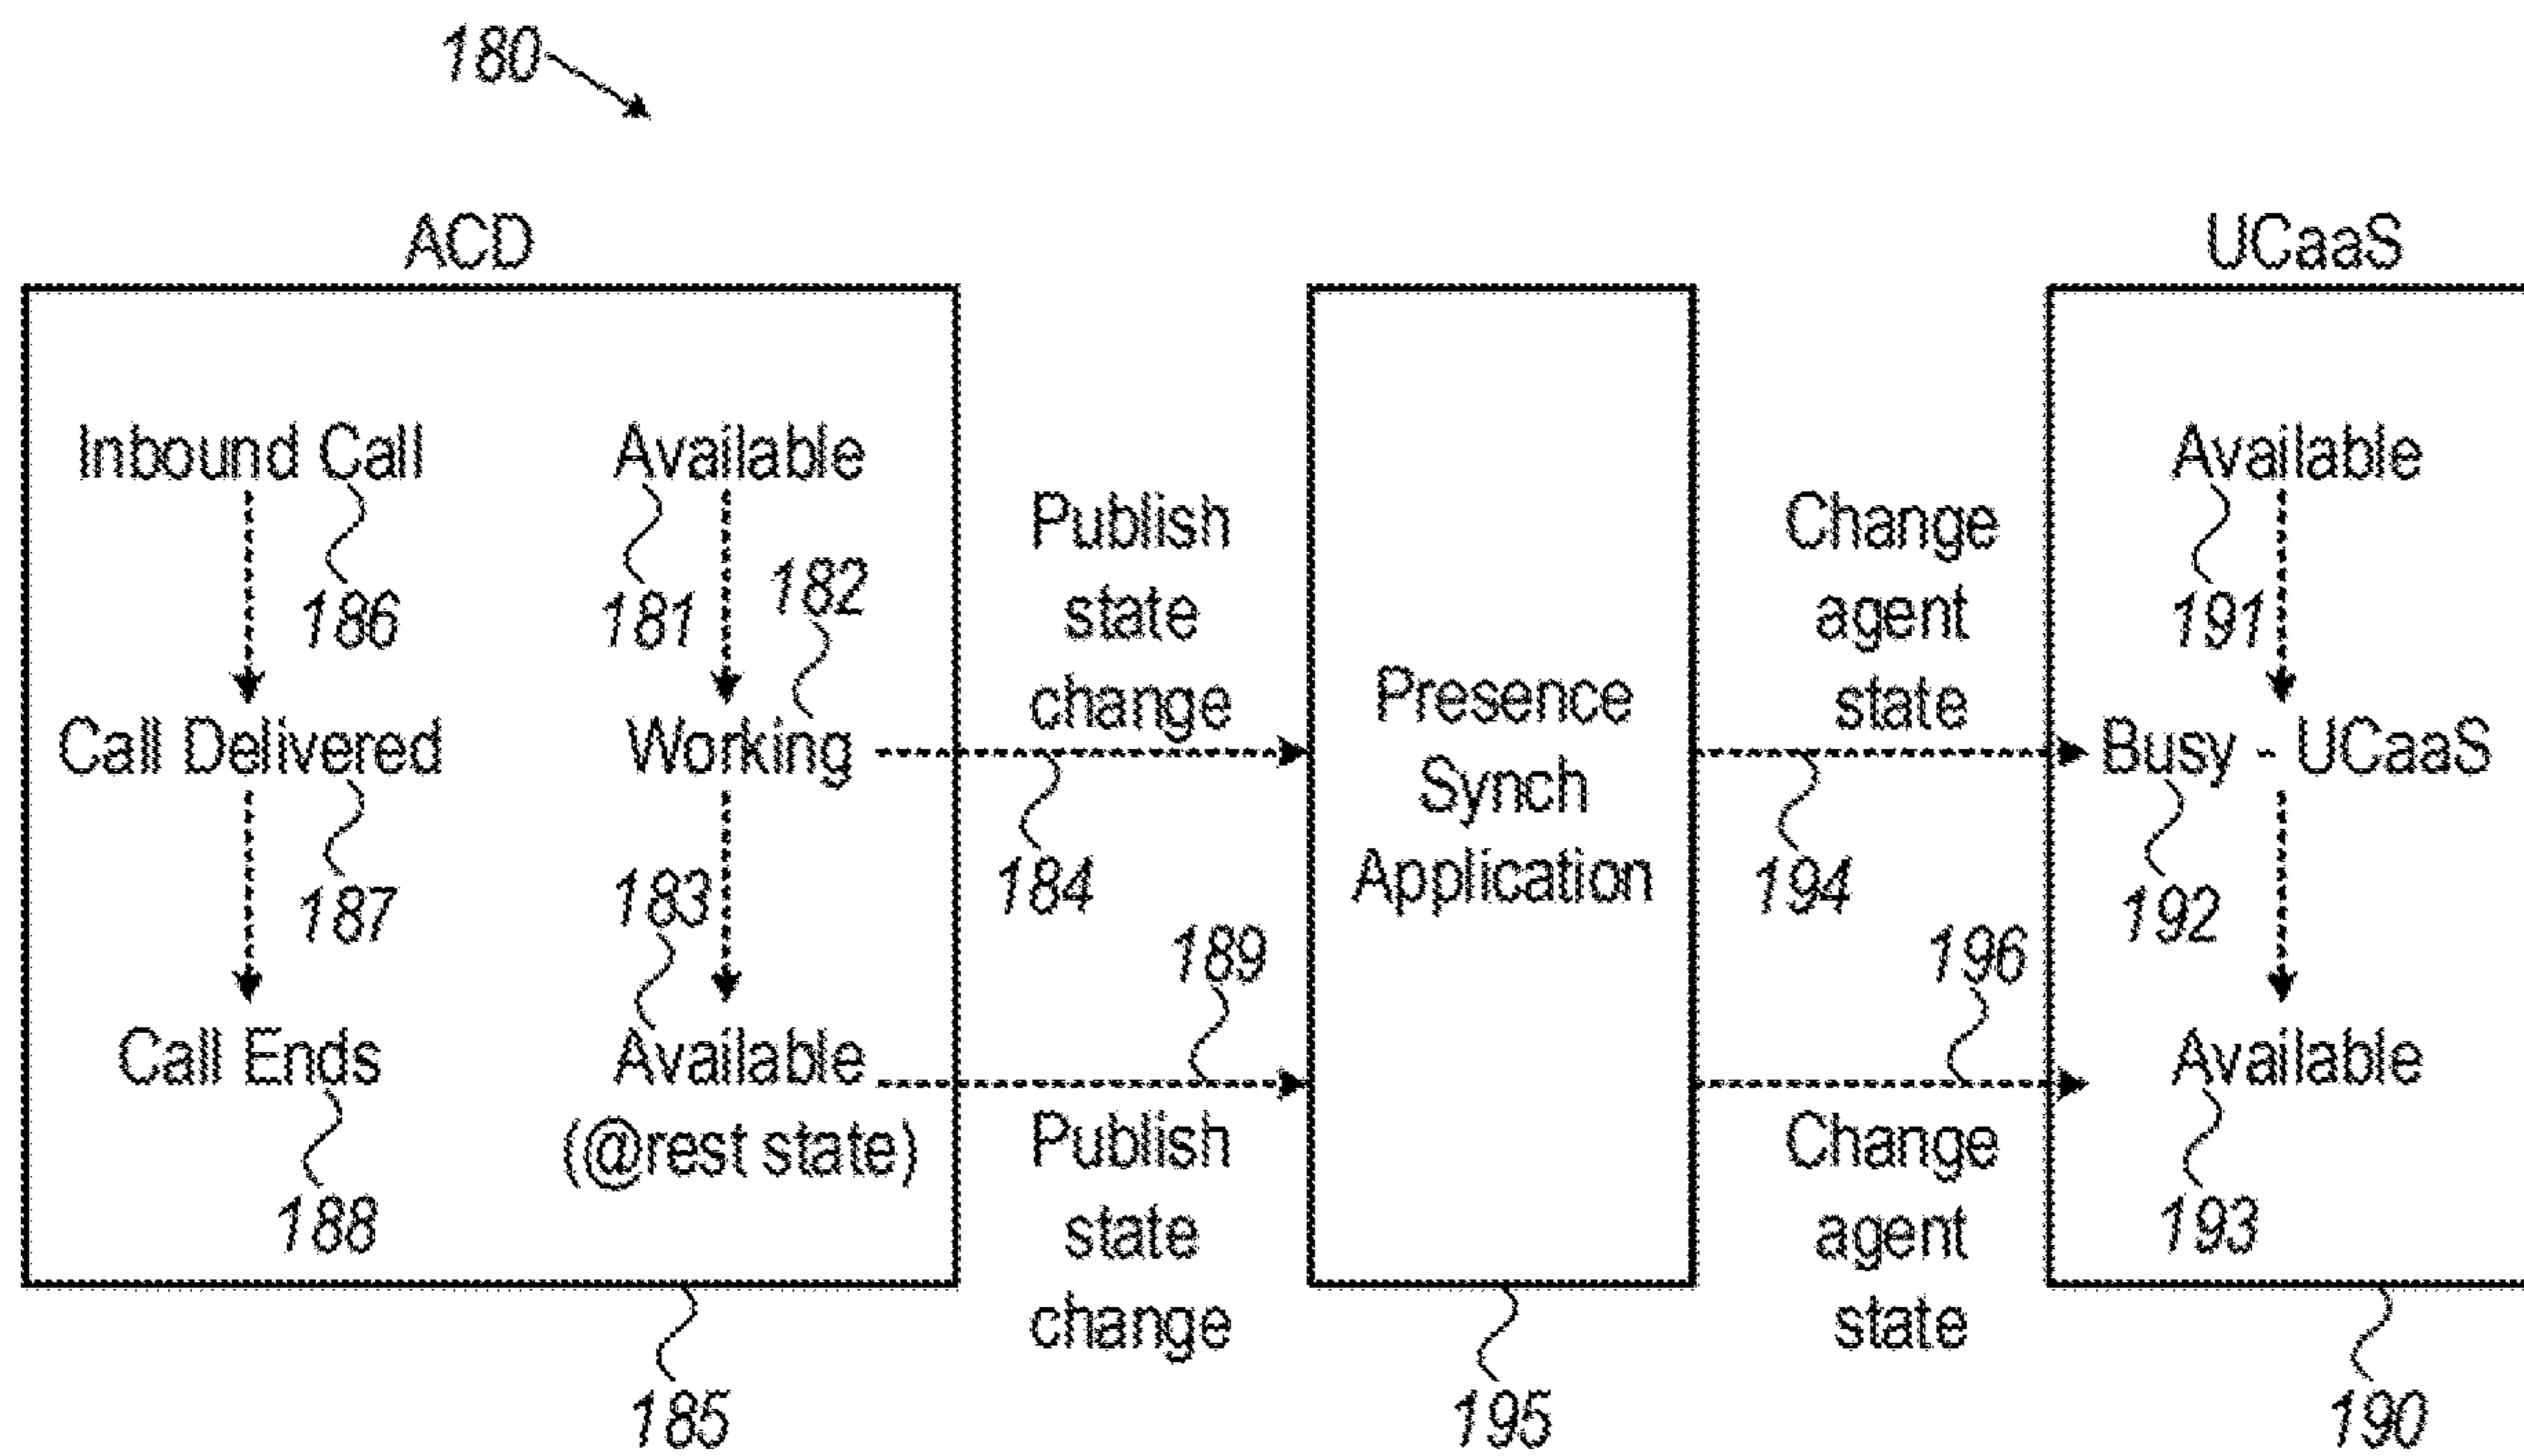 180
ACD
UCaaS
Inbound Call
Available
186
181
182
Call Delivered
Working
187
183
Call Ends
Available
(@rest state)
188
185
Publish
state
change
184
189
Publish
state
change
Presence
Synch
Application
195
Change
agent
state
194
196
Change
agent
state
Available
191
Busy - UCaaS
192
Available
193
190